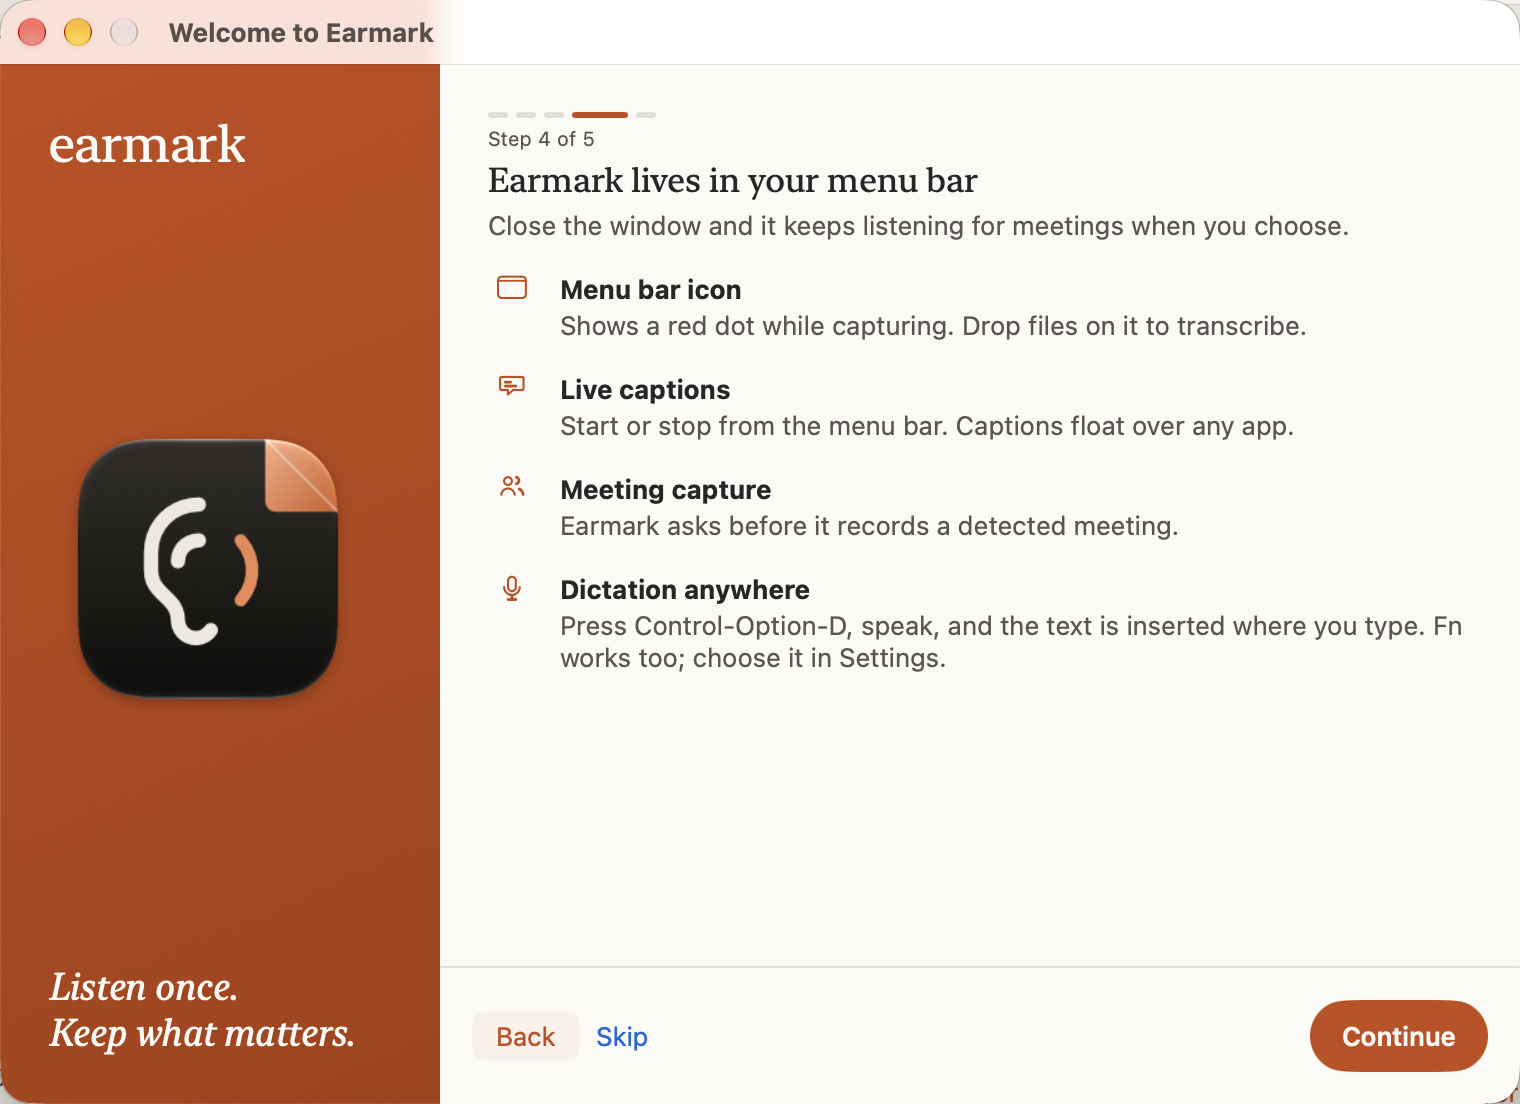 Welcome to Earmark
earmark
Listen once.
Keep what matters.
Step 4 of 5
Earmark lives in your menu bar
Close the window and it keeps listening for meetings when you choose.
Menu bar icon
Shows a red dot while capturing. Drop files on it to transcribe.
Live captions
Start or stop from the menu bar. Captions float over any app.
Meeting capture
Earmark asks before it records a detected meeting.
Dictation anywhere
Press Control-Option-D, speak, and the text is inserted where you type. Fn
works too; choose it in Settings.
Back
Skip
Continue